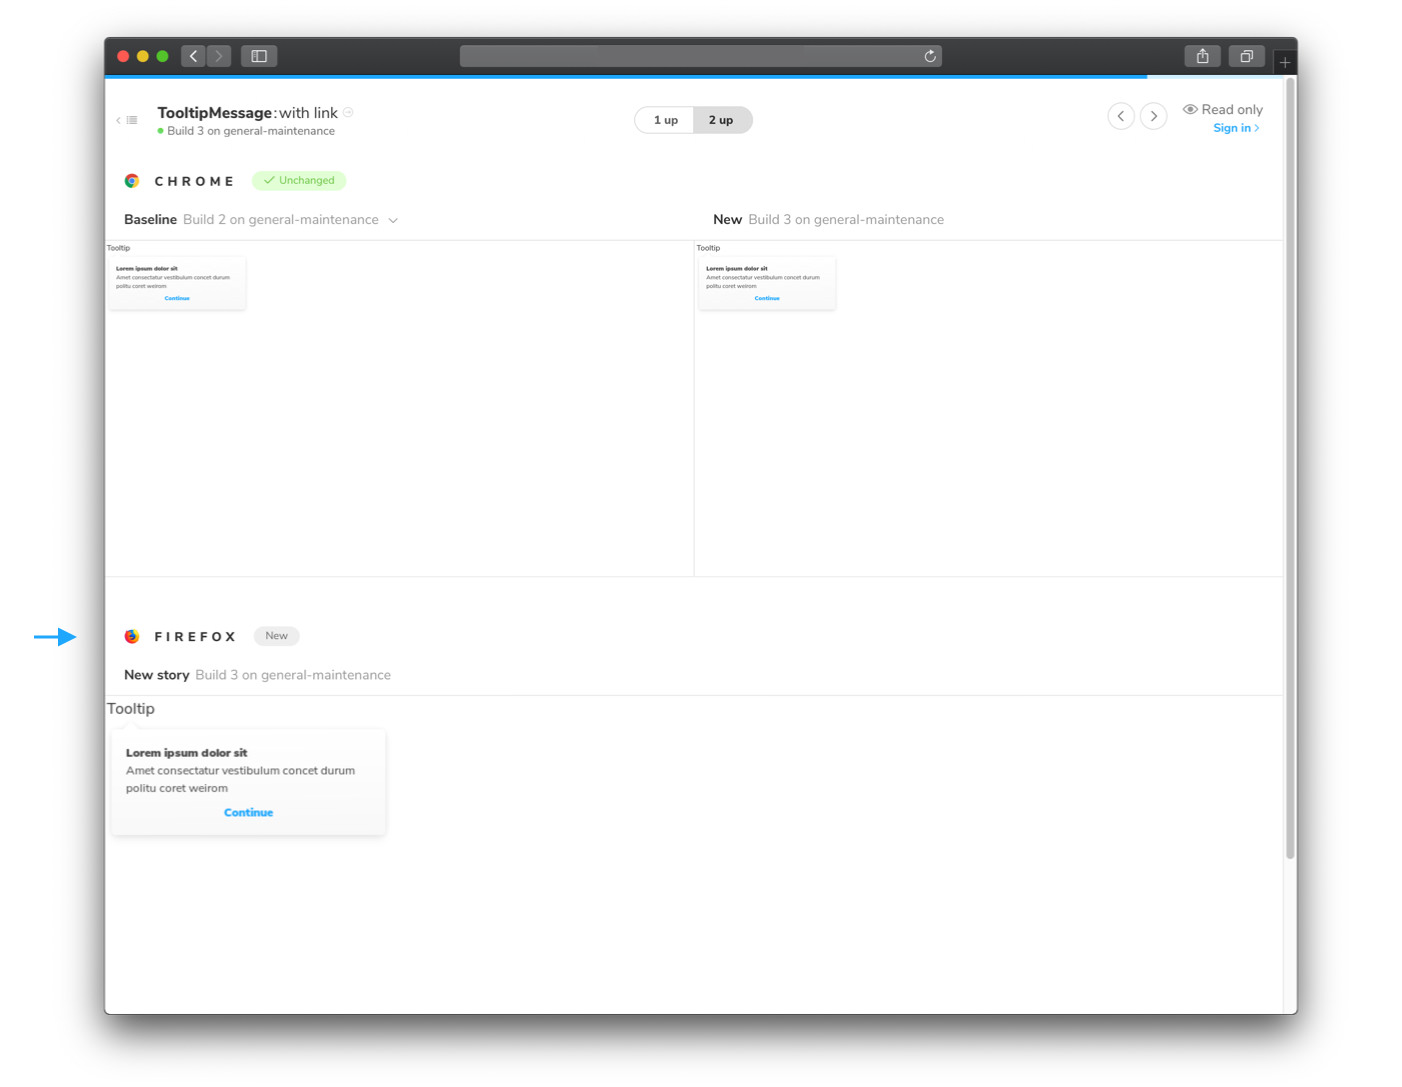 TooltipMessage: with link
Build 3 on general-maintenance
1 up
2 up
Read only
Sign in
CHROME
Unchanged
Baseline Build 2 on general-maintenance
New Build 3 on general-maintenance
Tooltip
Lorem ipsum dolor sit
Amet consectatur vestibulum concet durum
politu coret weirom
Continue
Tooltip
Lorem ipsum dolor sit
Amet consectatur vestibulum concet durum
politu coret weirom
Continue
FIREFOX
New
New story Build 3 on general-maintenance
Tooltip
Lorem ipsum dolor sit
Amet consectatur vestibulum concet durum
politu coret weirom
Continue